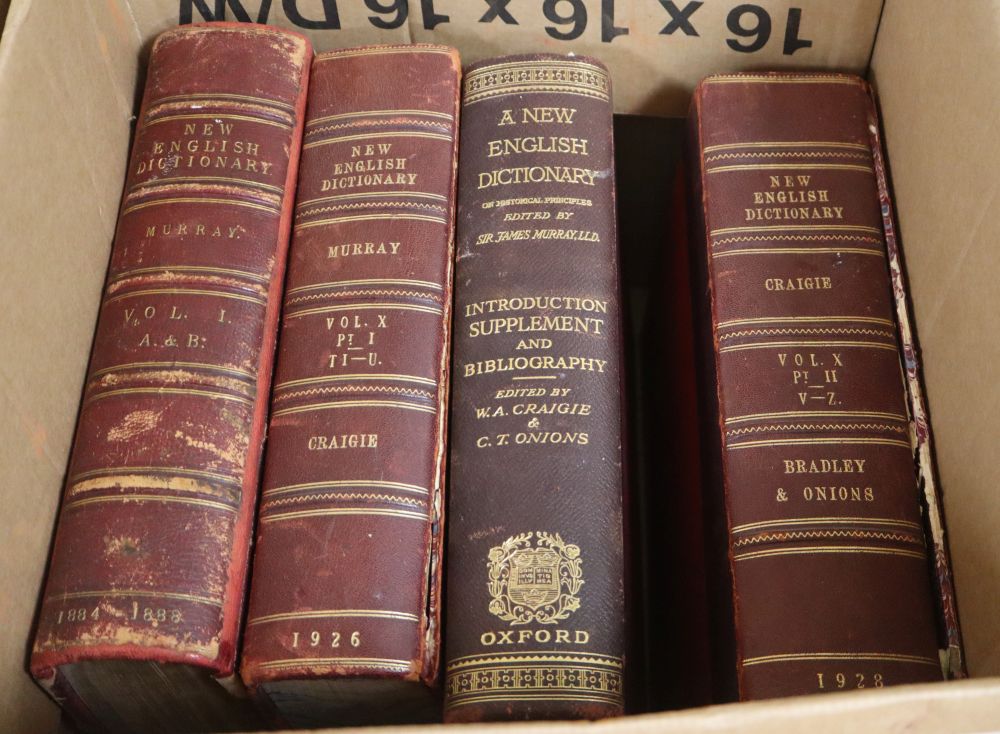 16 x 16 x 16 D/W
NEW
ENGLISH
DICTIONARY
MURRAY.
VOL. I.
A. & B.
1884-1888
NEW
ENGLISH
DICTIONARY
MURRAY
VOL. X
PT I
TI—U.
CRAIGIE
1926
A NEW
ENGLISH
DICTIONARY
ON HISTORICAL PRINCIPLES
EDITED BY
SIR JAMES MURRAY, LL.D.
INTRODUCTION
SUPPLEMENT
AND
BIBLIOGRAPHY
EDITED BY
W. A. CRAIGIE
&
C. T. ONIONS
OXFORD
NEW
ENGLISH
DICTIONARY
CRAIGIE
VOL. X
PT II
V—Z.
BRADLEY
& ONIONS
1928